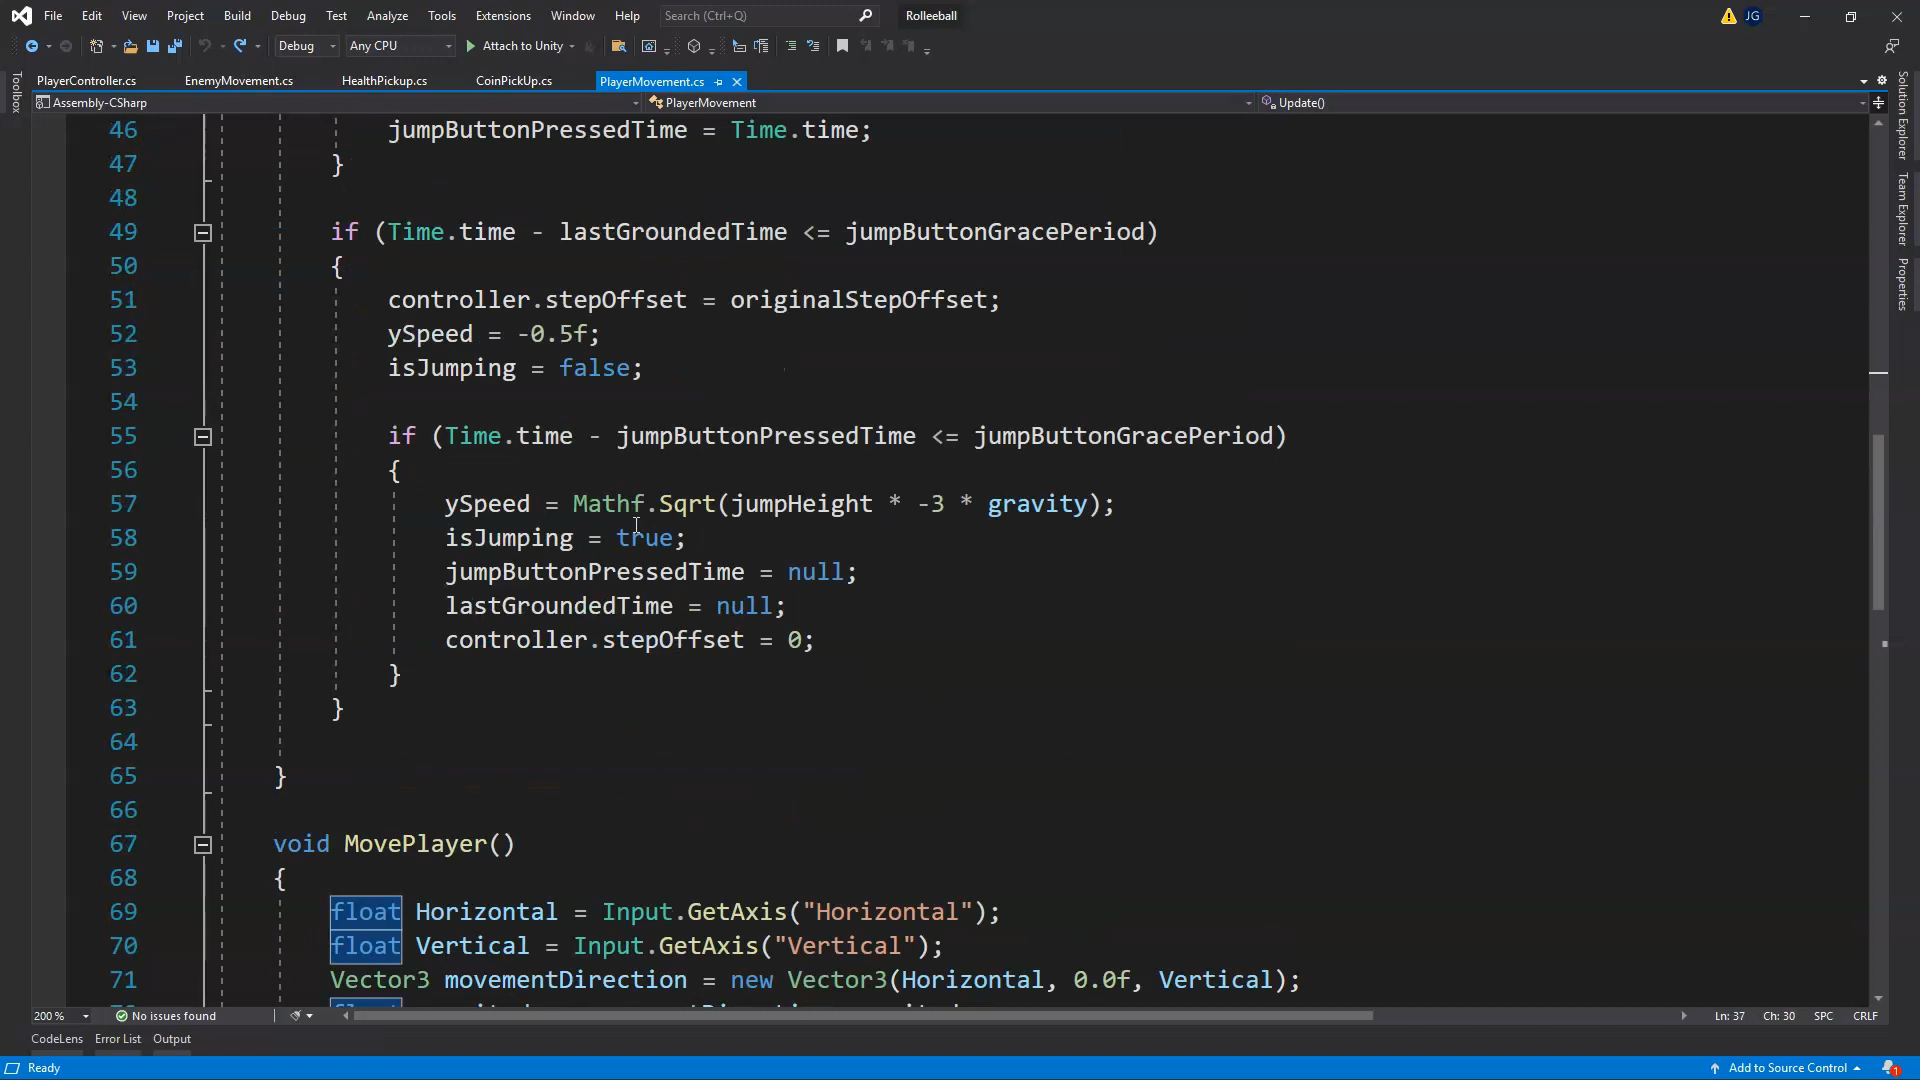 File Edit View Project Build Debug Test Analyze Tools Extensions Window Help Search (Ctrl+Q) Rolleeball JG
Debug Any CPU Attach to Unity
PlayerController.cs EnemyMovement.cs HealthPickup.cs CoinPickUp.cs PlayerMovement.cs
Assembly-CSharp PlayerMovement Update()
Toolbox
Solution Explorer
Team Explorer
Properties
46 jumpButtonPressedTime = Time.time;
47 }
48
49 if (Time.time - lastGroundedTime <= jumpButtonGracePeriod)
50 {
51 controller.stepOffset = originalStepOffset;
52 ySpeed = -0.5f;
53 isJumping = false;
54
55 if (Time.time - jumpButtonPressedTime <= jumpButtonGracePeriod)
56 {
57 ySpeed = Mathf.Sqrt(jumpHeight * -3 * gravity);
58 isJumping = true;
59 jumpButtonPressedTime = null;
60 lastGroundedTime = null;
61 controller.stepOffset = 0;
62 }
63 }
64
65 }
66
67 void MovePlayer()
68 {
69 float Horizontal = Input.GetAxis("Horizontal");
70 float Vertical = Input.GetAxis("Vertical");
71 Vector3 movementDirection = new Vector3(Horizontal, 0.0f, Vertical);
200 % No issues found Ln: 37 Ch: 30 SPC CRLF
CodeLens Error List Output
Ready Add to Source Control 1